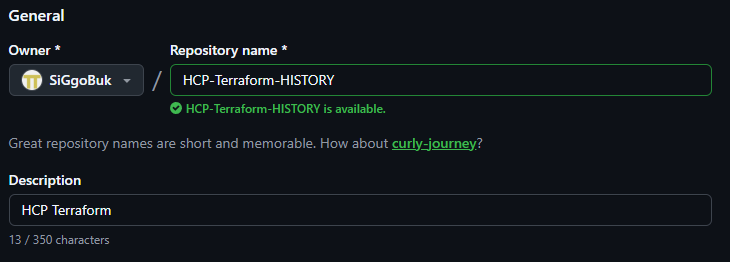 General
Owner * Repository name *
SiGgoBuk / HCP-Terraform-HISTORY
HCP-Terraform-HISTORY is available.
Great repository names are short and memorable. How about curly-journey?
Description
HCP Terraform
13 / 350 characters